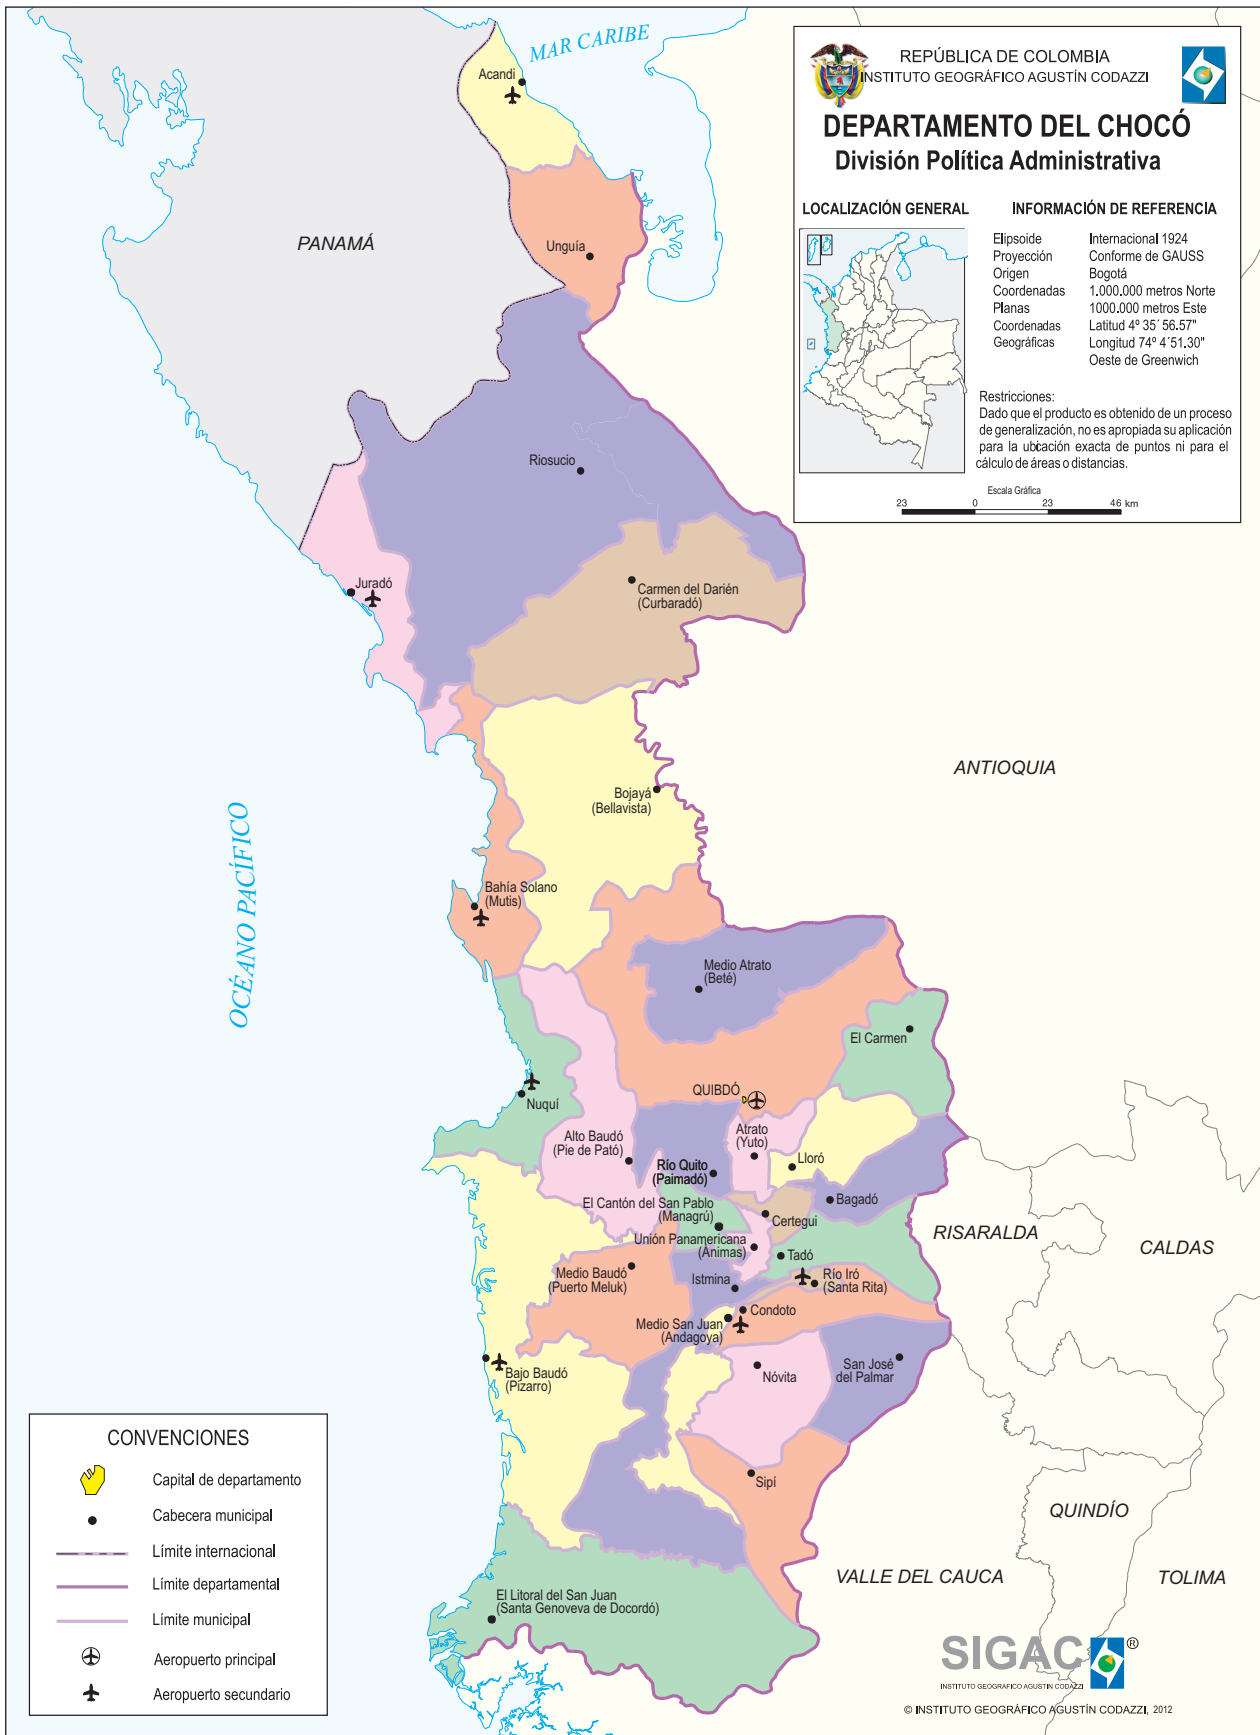 MAR CARIBE
REPÚBLICA DE COLOMBIA
INSTITUTO GEOGRÁFICO AGUSTÍN CODAZZI
DEPARTAMENTO DEL CHOCÓ
División Política Administrativa
LOCALIZACIÓN GENERAL
INFORMACIÓN DE REFERENCIA
Elipsoide Internacional 1924
Proyección Conforme de GAUSS
Origen Bogotá
Coordenadas 1.000.000 metros Norte
Planas 1000.000 metros Este
Coordenadas Latitud 4º 35´ 56.57"
Geográficas Longitud 74º 4´51.30"
Oeste de Greenwich
Restricciones:
Dado que el producto es obtenido de un proceso
de generalización, no es apropiada su aplicación
para la ubicación exacta de puntos ni para el
cálculo de áreas o distancias.
Escala Gráfica
23 0 23 46 km
Acandi
PANAMÁ
Unguía
Riosucio
Juradó
Carmen del Darién
(Curbaradó)
ANTIOQUIA
Bojayá
(Bellavista)
OCÉANO PACÍFICO
Bahía Solano
(Mutis)
Medio Atrato
(Beté)
El Carmen
QUIBDÓ
Nuquí
Alto Baudó
(Pie de Pató)
Atrato
(Yuto)
Lloró
Río Quito
(Paimadó)
El Cantón del San Pablo
(Managrú)
Bagadó
Certegui
Unión Panamericana
(Ánimas)
Tadó
RISARALDA
CALDAS
Medio Baudó
(Puerto Meluk)
Istmina
Río Iró
(Santa Rita)
Condoto
Medio San Juan
(Andagoya)
Bajo Baudó
(Pizarro)
Nóvita
San José
del Palmar
Sipí
QUINDÍO
VALLE DEL CAUCA
TOLIMA
El Litoral del San Juan
(Santa Genoveva de Docordó)
CONVENCIONES
Capital de departamento
Cabecera municipal
Límite internacional
Límite departamental
Límite municipal
Aeropuerto principal
Aeropuerto secundario
SIGAC ®
INSTITUTO GEOGRAFICO AGUSTIN CODAZZI
© INSTITUTO GEOGRÁFICO AGUSTÍN CODAZZI, 2012